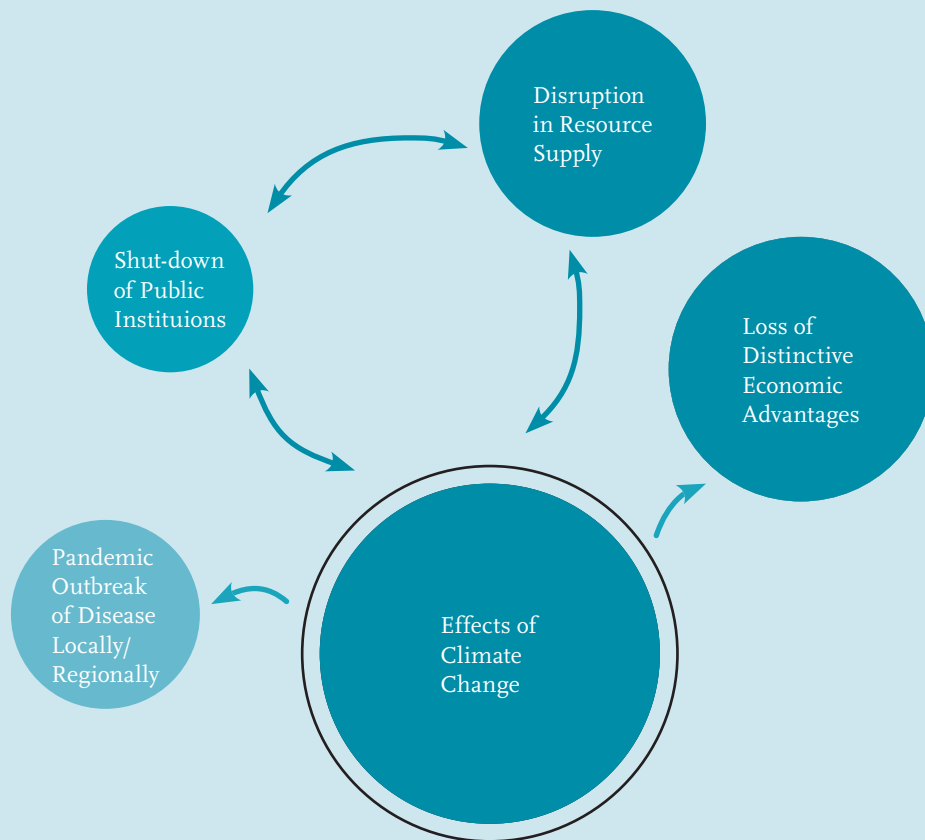 Disruption
in Resource
Supply
Shut-down
of Public
Instituions
Loss of
Distinctive
Economic
Advantages
Pandemic
Outbreak
of Disease
Locally/
Regionally
Effects of
Climate
Change